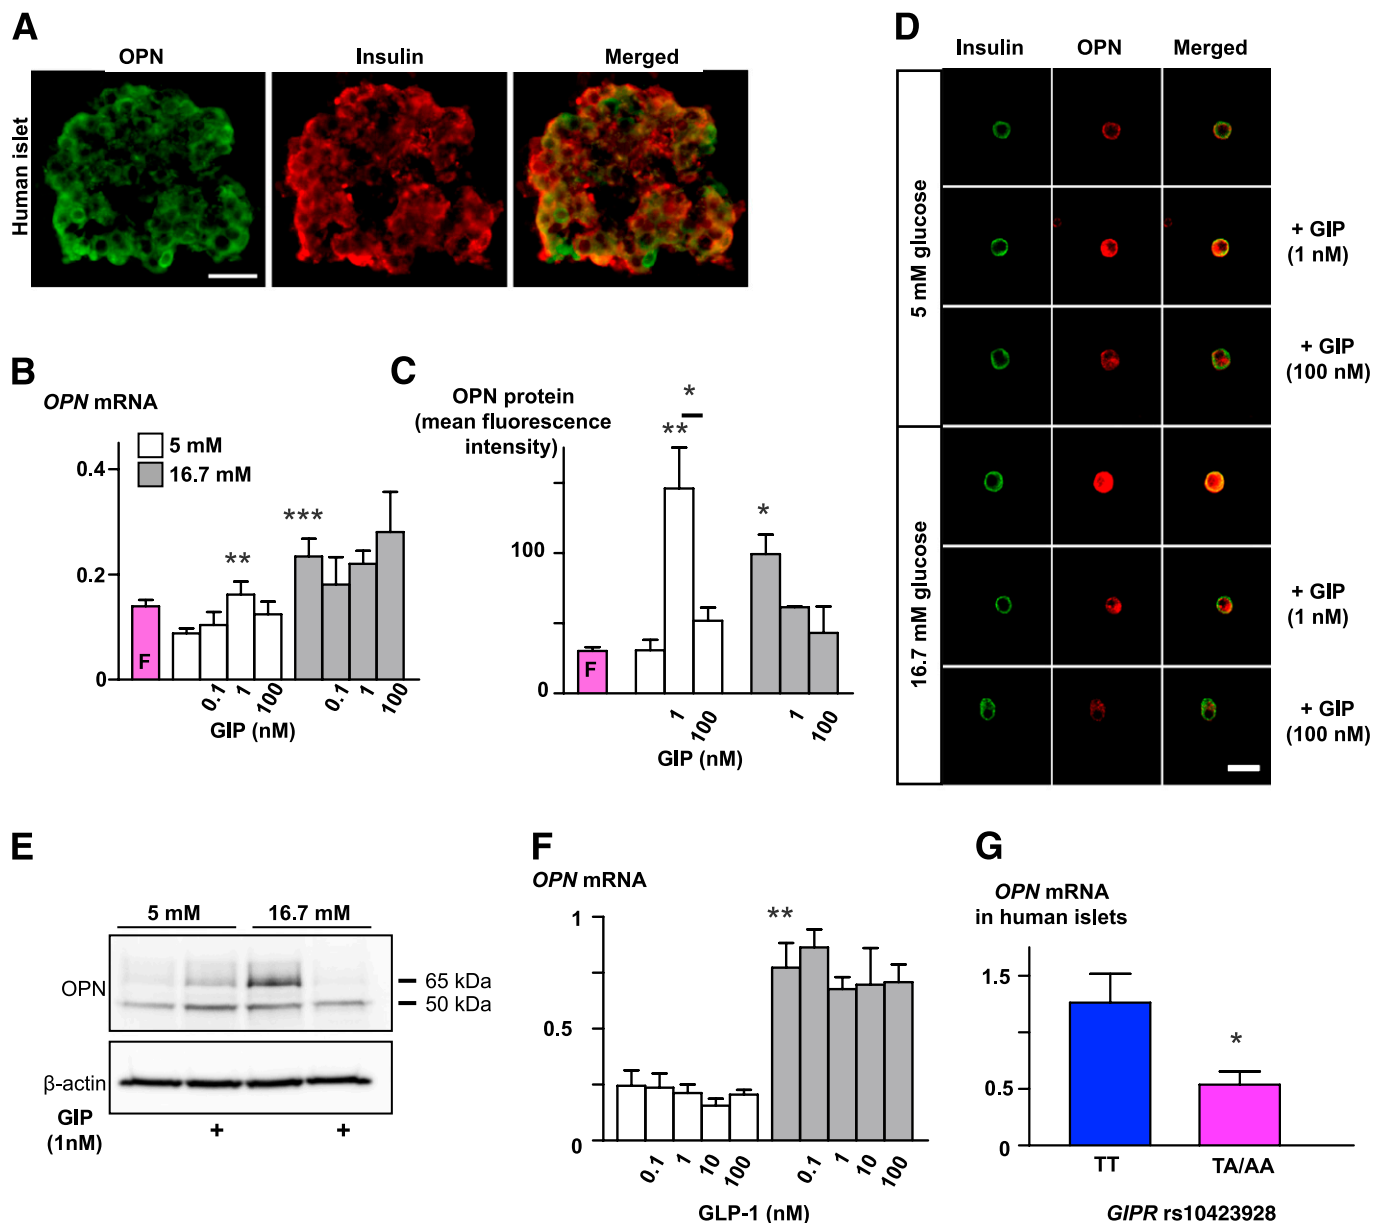 A
OPN
Insulin
Merged
Human islet
B
OPN mRNA
5 mM
16.7 mM
0.4
0.2
0
**
***
F
0.1
1
100
0.1
1
100
GIP (nM)
C
OPN protein
(mean fluorescence
intensity)
*
**
*
100
0
F
1
100
1
100
GIP (nM)
D
Insulin
OPN
Merged
5 mM glucose
+ GIP
(1 nM)
+ GIP
(100 nM)
16.7 mM glucose
+ GIP
(1 nM)
+ GIP
(100 nM)
E
5 mM
16.7 mM
OPN
65 kDa
50 kDa
β-actin
GIP
(1nM)
+
+
F
OPN mRNA
**
1
0.5
0
0.1
1
10
100
0.1
1
10
100
GLP-1 (nM)
G
OPN mRNA
in human islets
1.5
0.5
0
*
TT
TA/AA
GIPR rs10423928